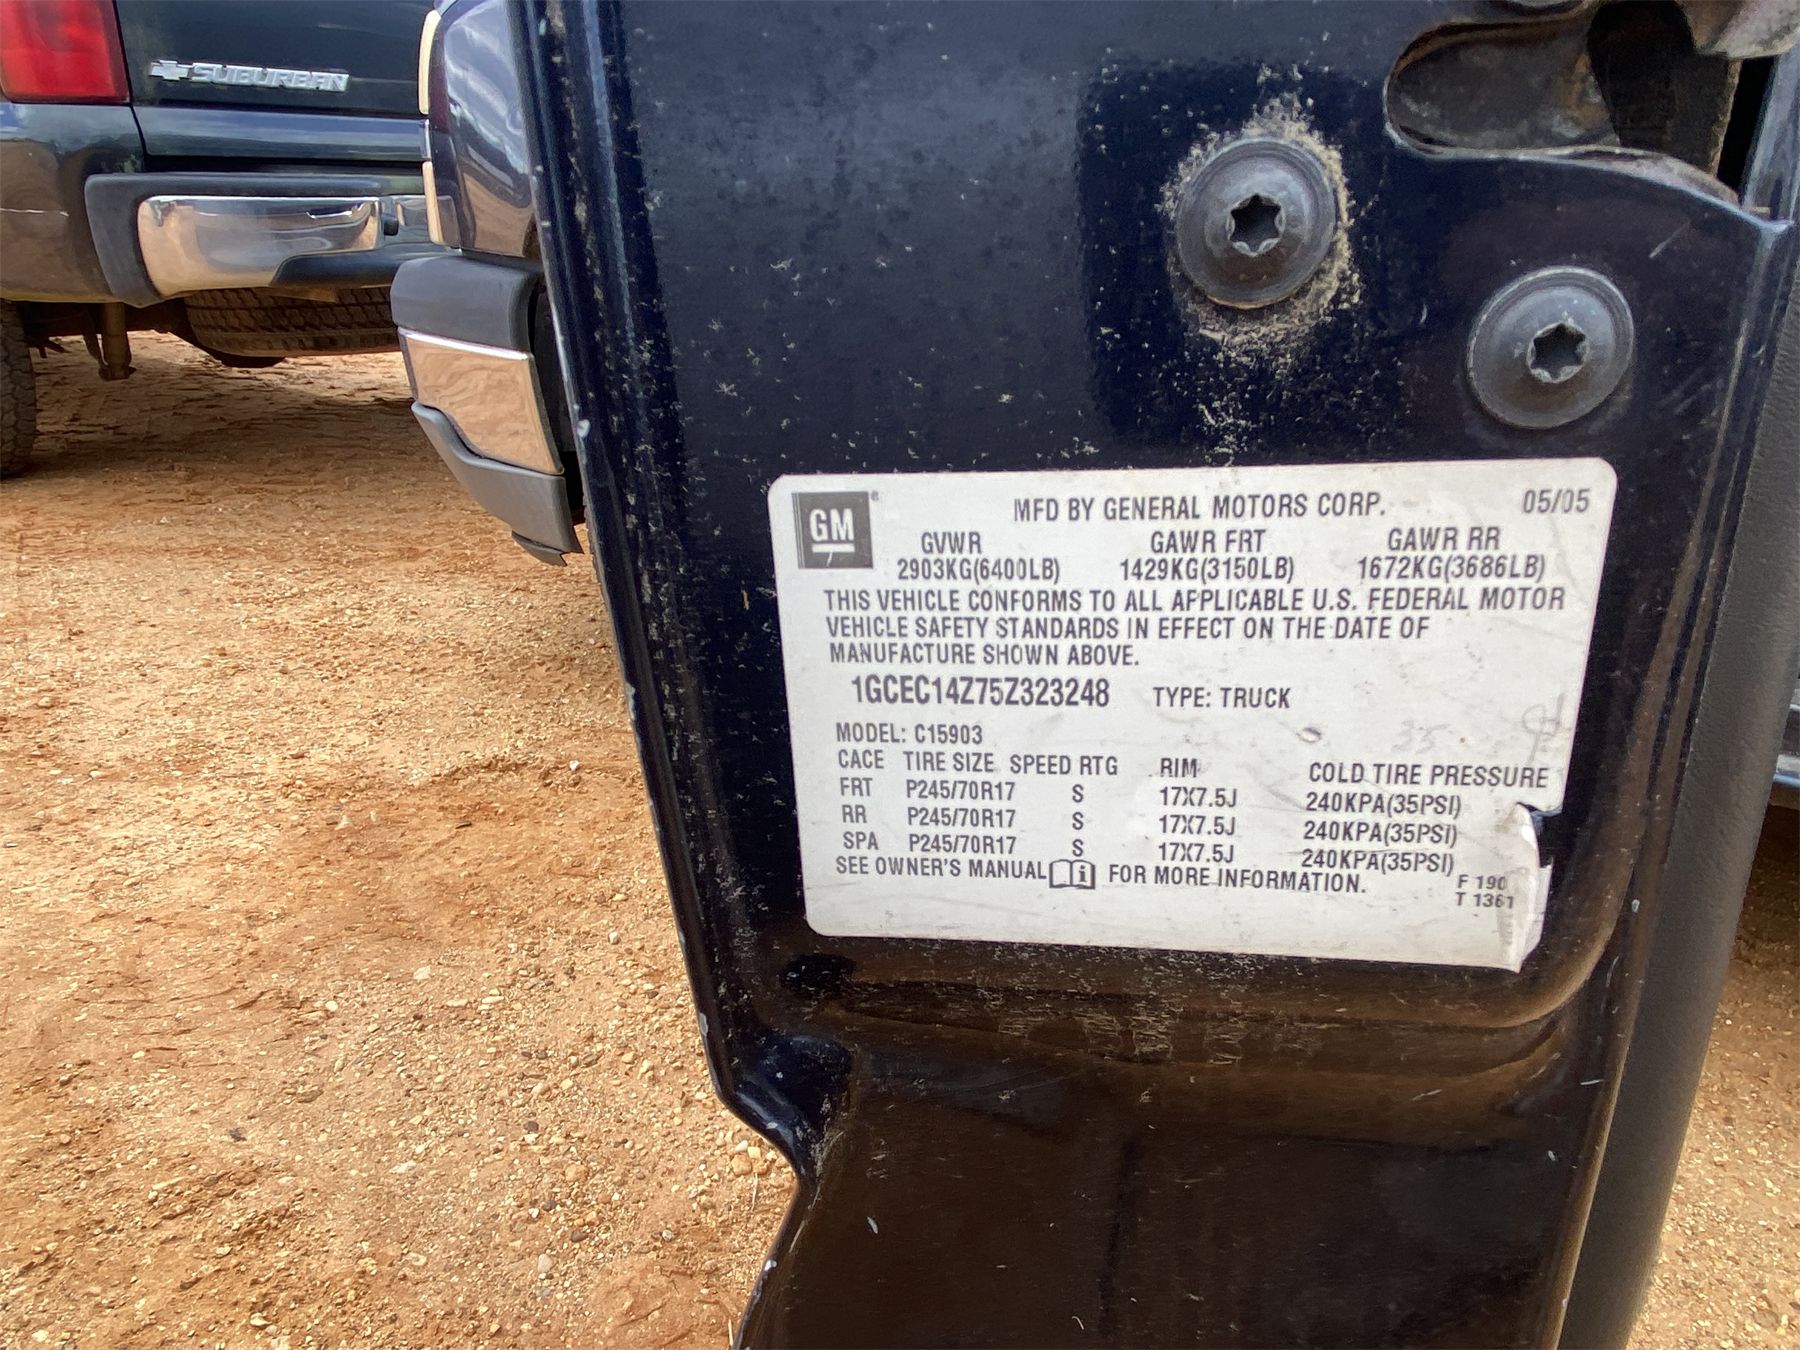 SUBURBAN
GM®
MFD BY GENERAL MOTORS CORP. 05/05
GVWR GAWR FRT GAWR RR
2903KG(6400LB) 1429KG(3150LB) 1672KG(3686LB)
THIS VEHICLE CONFORMS TO ALL APPLICABLE U.S. FEDERAL MOTOR
VEHICLE SAFETY STANDARDS IN EFFECT ON THE DATE OF
MANUFACTURE SHOWN ABOVE.
1GCEC14Z75Z323248 TYPE: TRUCK
MODEL: C15903
35
CACE TIRE SIZE SPEED RTG RIM COLD TIRE PRESSURE
FRT P245/70R17 S 17X7.5J 240KPA(35PSI)
RR P245/70R17 S 17X7.5J 240KPA(35PSI)
SPA P245/70R17 S 17X7.5J 240KPA(35PSI)
SEE OWNER'S MANUAL i FOR MORE INFORMATION.
F 190
T 1361